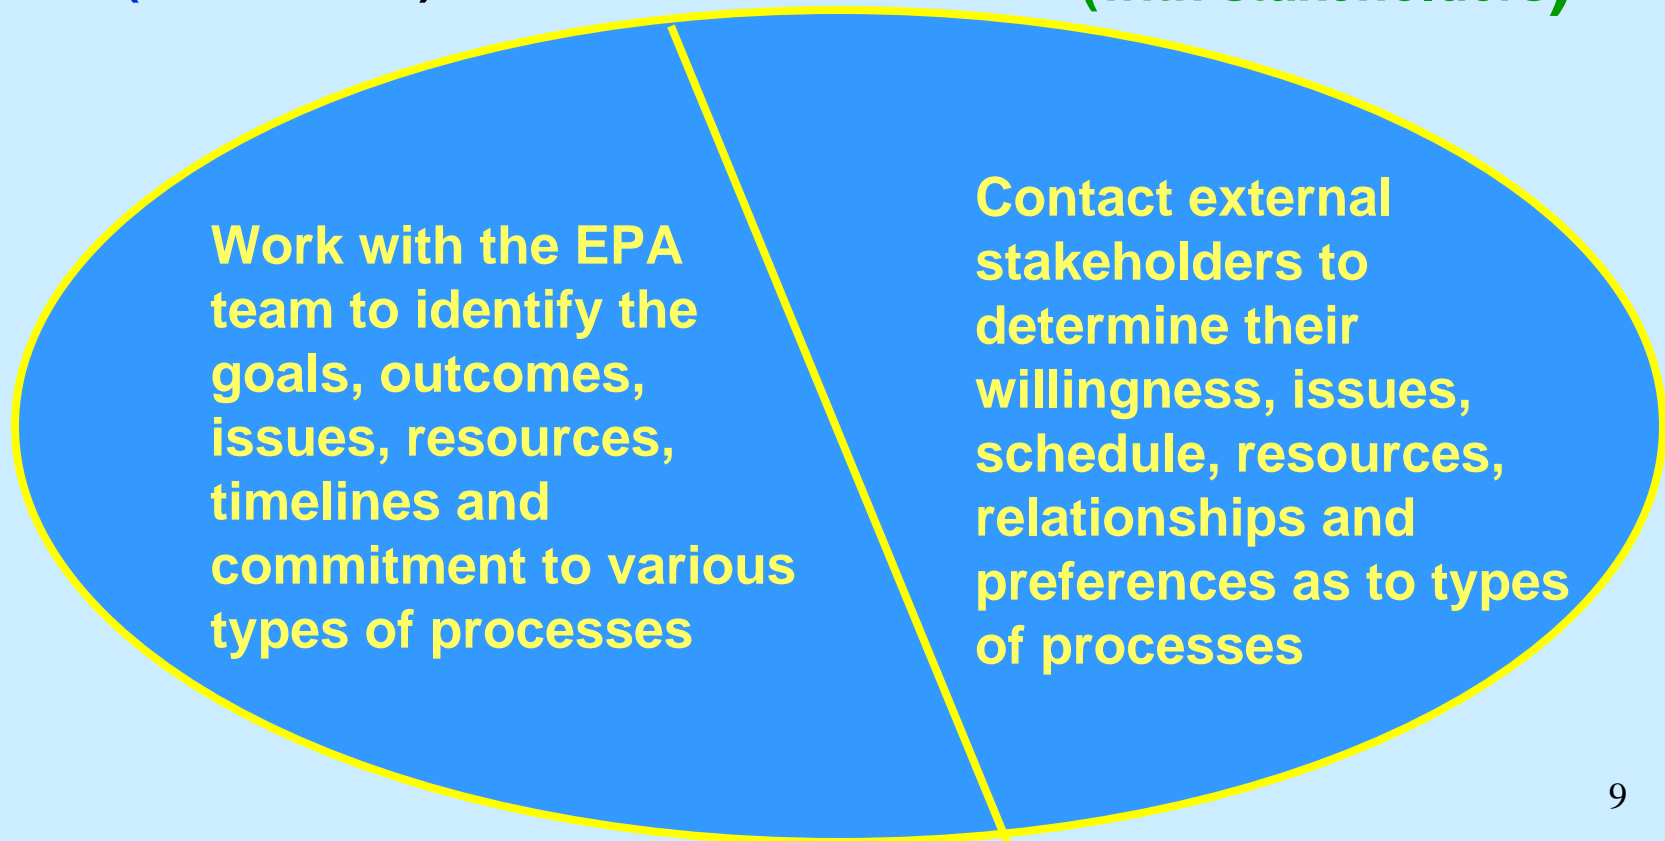 (with stakeholders)
Work with the EPA
team to identify the
goals, outcomes,
issues, resources,
timelines and
commitment to various
types of processes
Contact external
stakeholders to
determine their
willingness, issues,
schedule, resources,
relationships and
preferences as to types
of processes
9